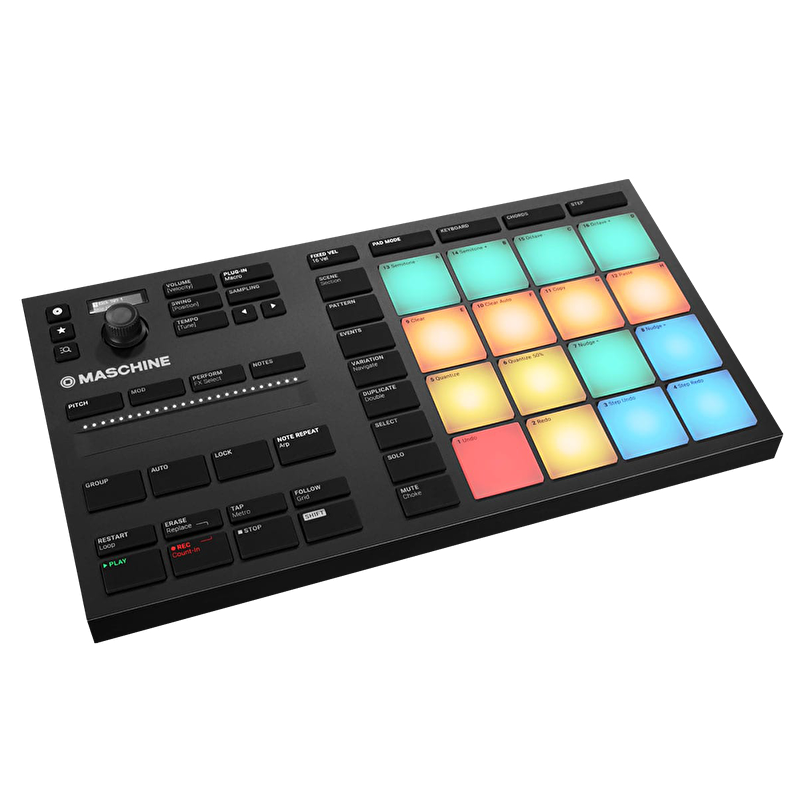 VOLUME
[Velocity]
SWING
[Position]
TEMPO
[Tune]
PLUG-IN
Macro
SAMPLING
MASCHINE
PITCH
MOD
PERFORM
FX Select
NOTES
GROUP
AUTO
LOCK
NOTE REPEAT
Arp
RESTART
Loop
ERASE
Replace
TAP
Metro
FOLLOW
Grid
PLAY
REC
Count-In
STOP
SHIFT
FIXED VEL
16 Vel
SCENE
Section
PATTERN
EVENTS
VARIATION
Navigate
DUPLICATE
Double
SELECT
SOLO
MUTE
Choke
PAD MODE
KEYBOARD
CHORDS
STEP
13 Semitone - A
14 Semitone + B
15 Octave - C
16 Octave + D
9 Clear E
10 Clear Auto F
11 Copy G
12 Paste H
5 Quantize
6 Quantize 50%
7 Nudge -
8 Nudge +
1 Undo
2 Redo
3 Step Undo
4 Step Redo